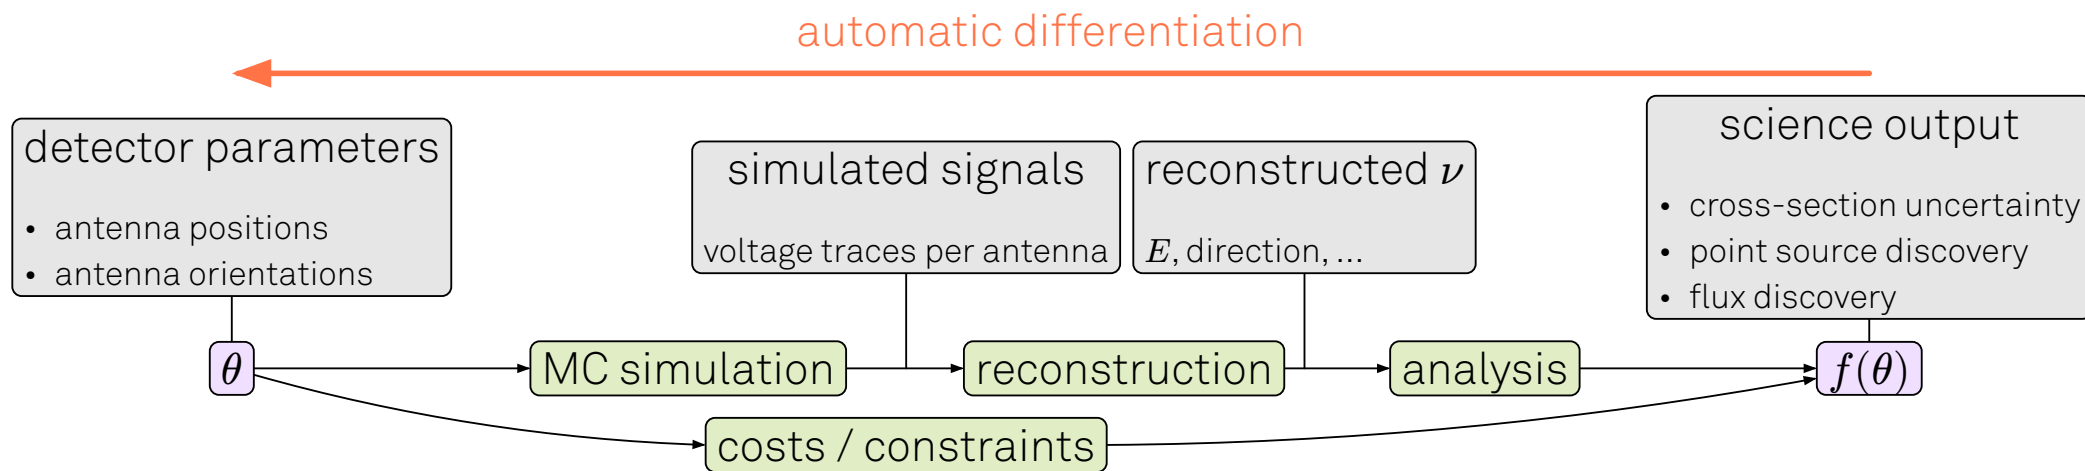 automatic differentiation
detector parameters
• antenna positions
• antenna orientations
simulated signals
voltage traces per antenna
reconstructed ν
E, direction, ...
science output
• cross-section uncertainty
• point source discovery
• flux discovery
θ
MC simulation
reconstruction
analysis
f(θ)
costs / constraints